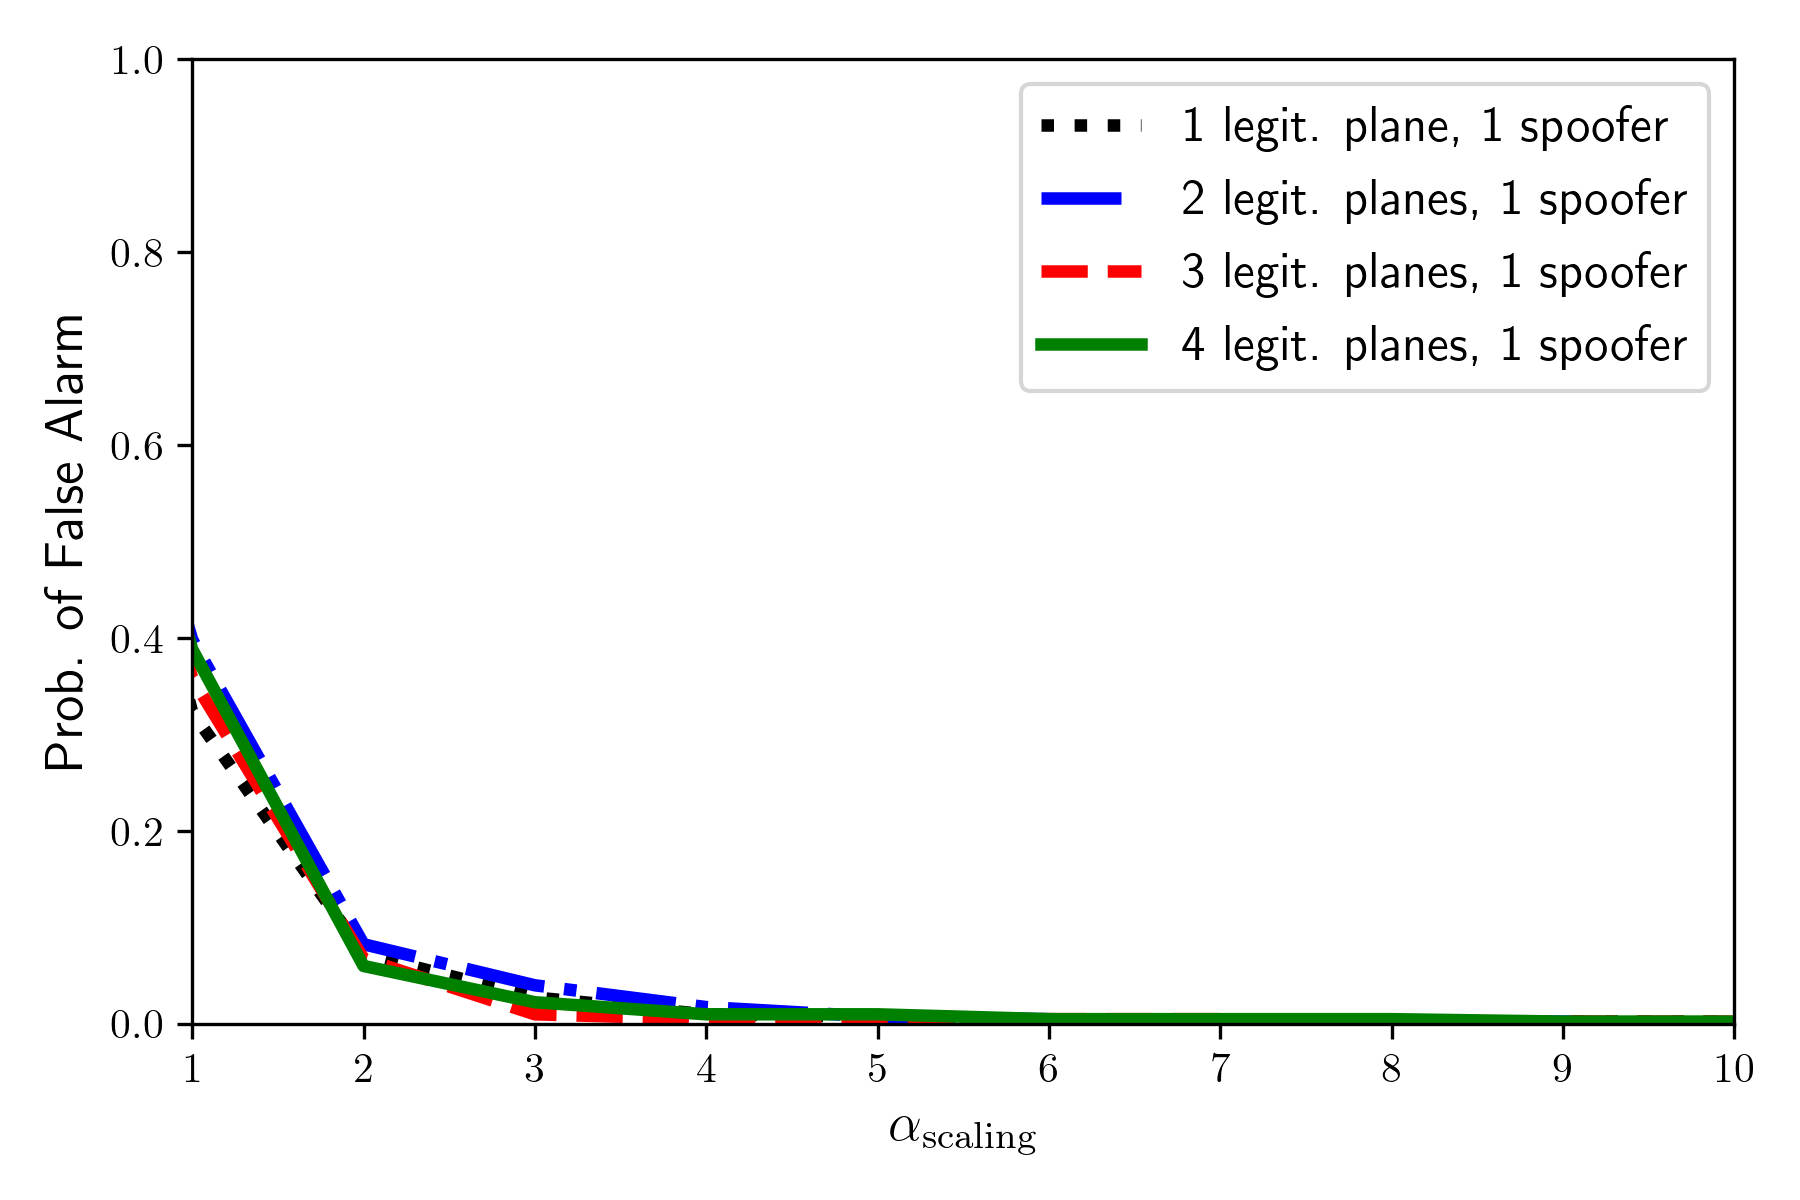 1.0
0.8
0.6
0.4
0.2
0.0
Prob. of False Alarm
1 legit. plane, 1 spoofer
2 legit. planes, 1 spoofer
3 legit. planes, 1 spoofer
4 legit. planes, 1 spoofer
1 2 3 4 5 6 7 8 9 10
α_scaling